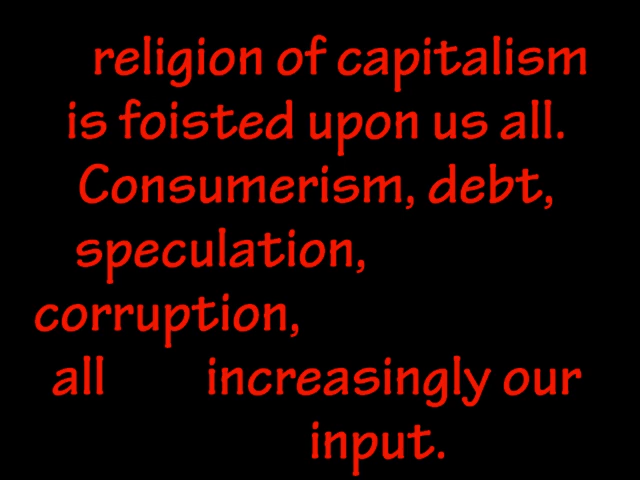 religion of capitalism
is foisted upon us all.
Consumerism, debt,
speculation,
corruption,
all increasingly our
input.